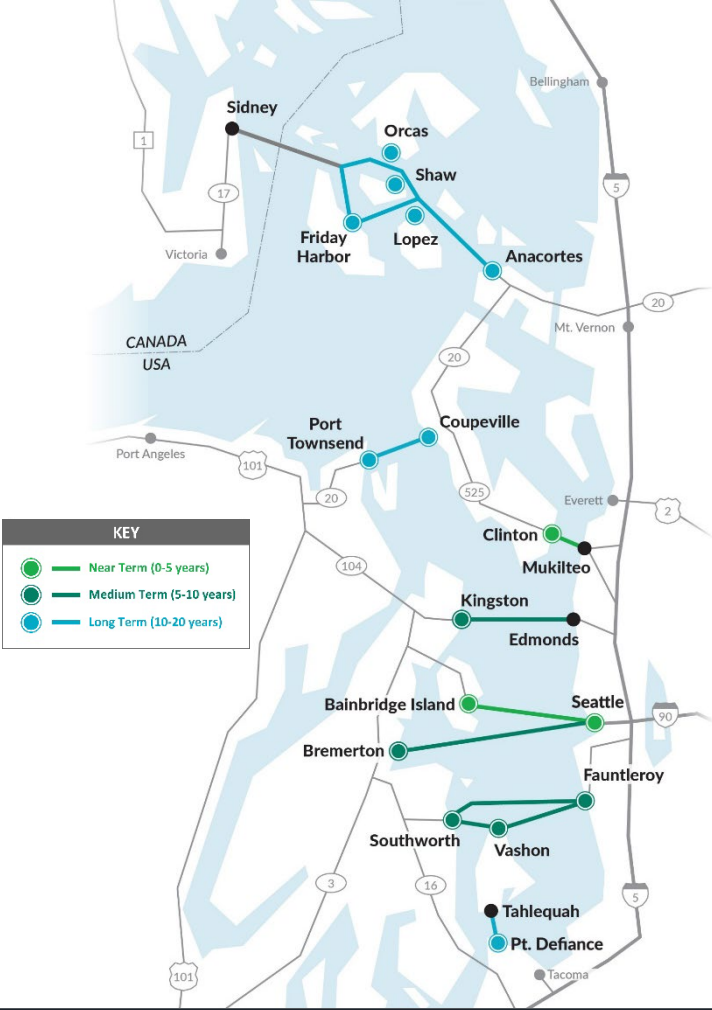 Bellingham
Sidney
Orcas
1
Shaw
5
17
Friday
Harbor
Lopez
Victoria
Anacortes
20
Mt. Vernon
CANADA
USA
20
Port
Townsend
Coupeville
Port Angeles
101
20
525
Everett
2
KEY
Near Term (0-5 years)
Medium Term (5-10 years)
Long Term (10-20 years)
Clinton
Mukilteo
104
Kingston
Edmonds
Bainbridge Island
Seattle
90
Bremerton
Fauntleroy
Southworth
Vashon
3
16
5
Tahlequah
Pt. Defiance
101
Tacoma